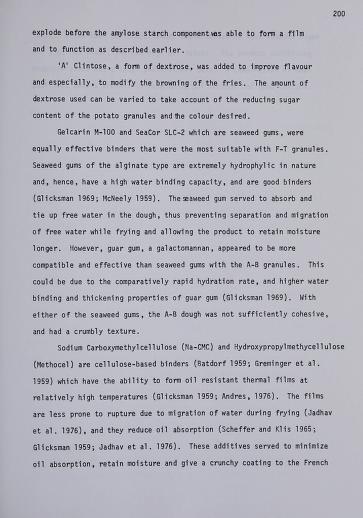 200
explode before the amylose starch component was able to form a film
and to function as described earlier.
'A' Clintose, a form of dextrose, was added to improve flavour
and especially, to modify the browning of the fries. The amount of
dextrose used can be varied to take account of the reducing sugar
content of the potato granules and the colour desired.
Gelcarin M-100 and SeaCor SLC-2 which are seaweed gums, were
equally effective binders that were the most suitable with F-T granules.
Seaweed gums of the alginate type are extremely hydrophylic in nature
and, hence, have a high water binding capacity, and are good binders
(Glicksman 1969; McNeely 1959). The seaweed gum served to absorb and
tie up free water in the dough, thus preventing separation and migration
of free water while frying and allowing the product to retain moisture
longer. However, guar gum, a galactomannan, appeared to be more
compatible and effective than seaweed gums with the A-B granules. This
could be due to the comparatively rapid hydration rate, and higher water
binding and thickening properties of guar gum (Glicksman 1969). With
either of the seaweed gums, the A-B dough was not sufficiently cohesive,
and had a crumbly texture.
Sodium Carboxymethylcellulose (Na-CMC) and Hydroxypropylmethycellulose
(Methocel) are cellulose-based binders (Batdorf 1959; Greminger et al.
1959) which have the ability to form oil resistant thermal films at
relatively high temperatures (Glicksman 1959; Andres, 1976). The films
are less prone to rupture due to migration of water during frying (Jadhav
et al. 1976), and they reduce oil absorption (Scheffer and Klis 1965;
Glicksman 1959; Jadhav et al. 1976). These additives served to minimize
oil absorption, retain moisture and give a crunchy coating to the French